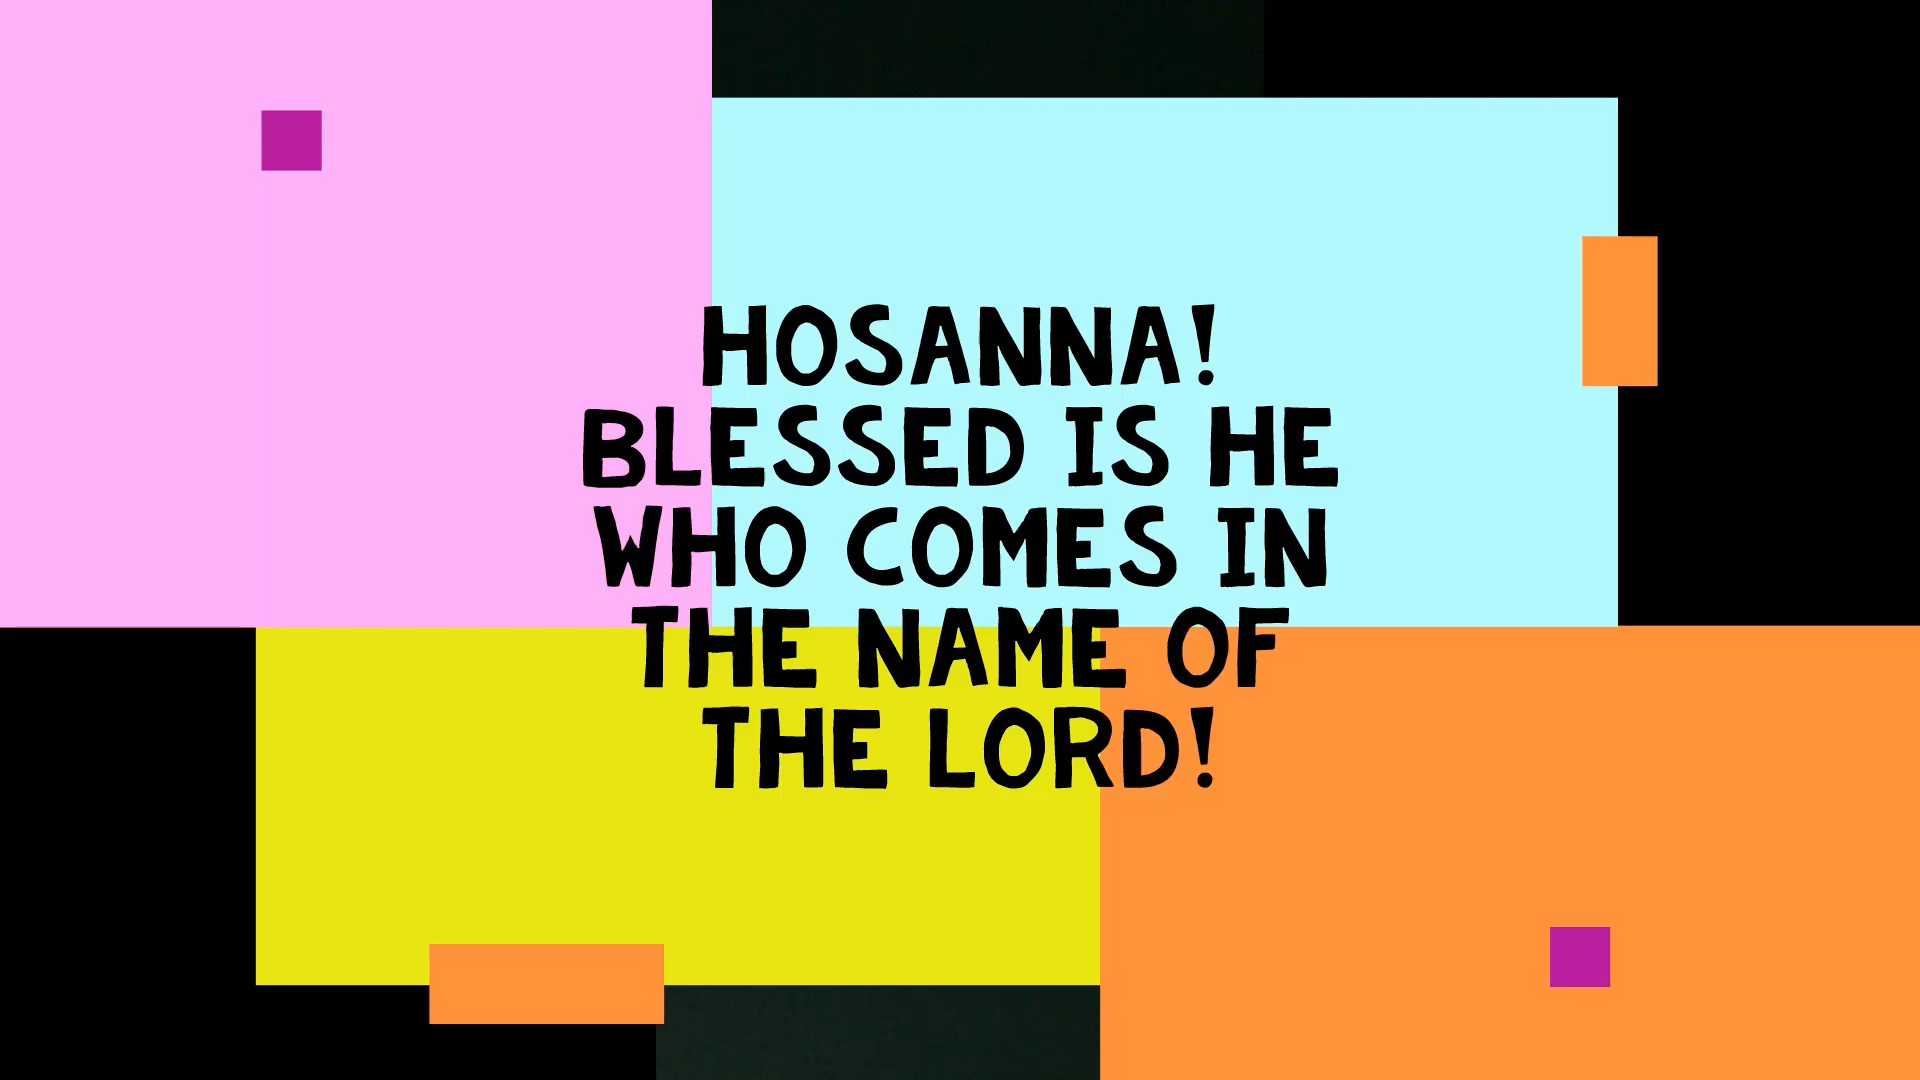 HOSANNA!
BLESSED IS HE
WHO COMES IN
THE NAME OF
THE LORD!